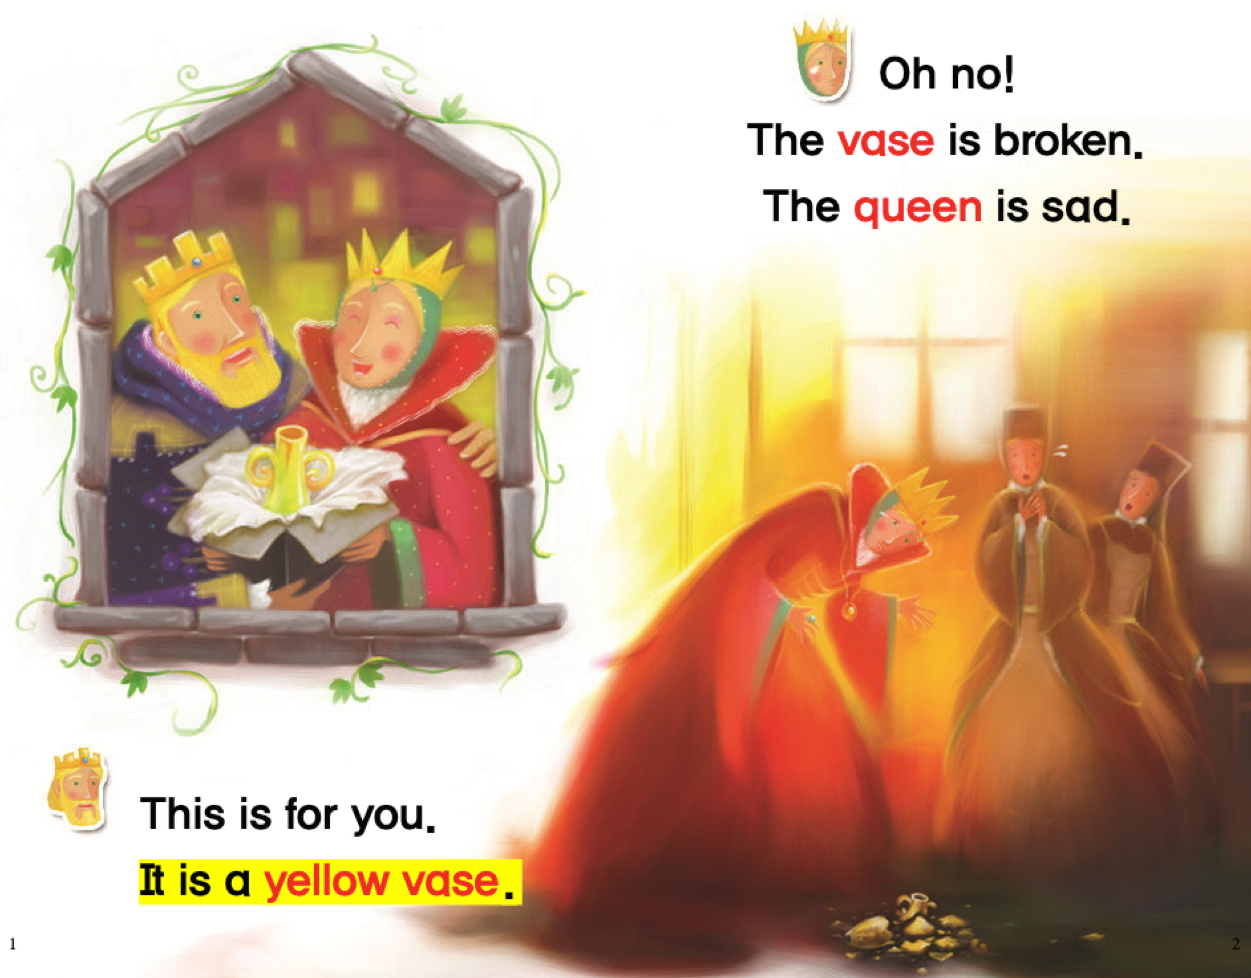 This is for you.
It is a yellow vase.
1
Oh no!
The vase is broken.
The queen is sad.
2